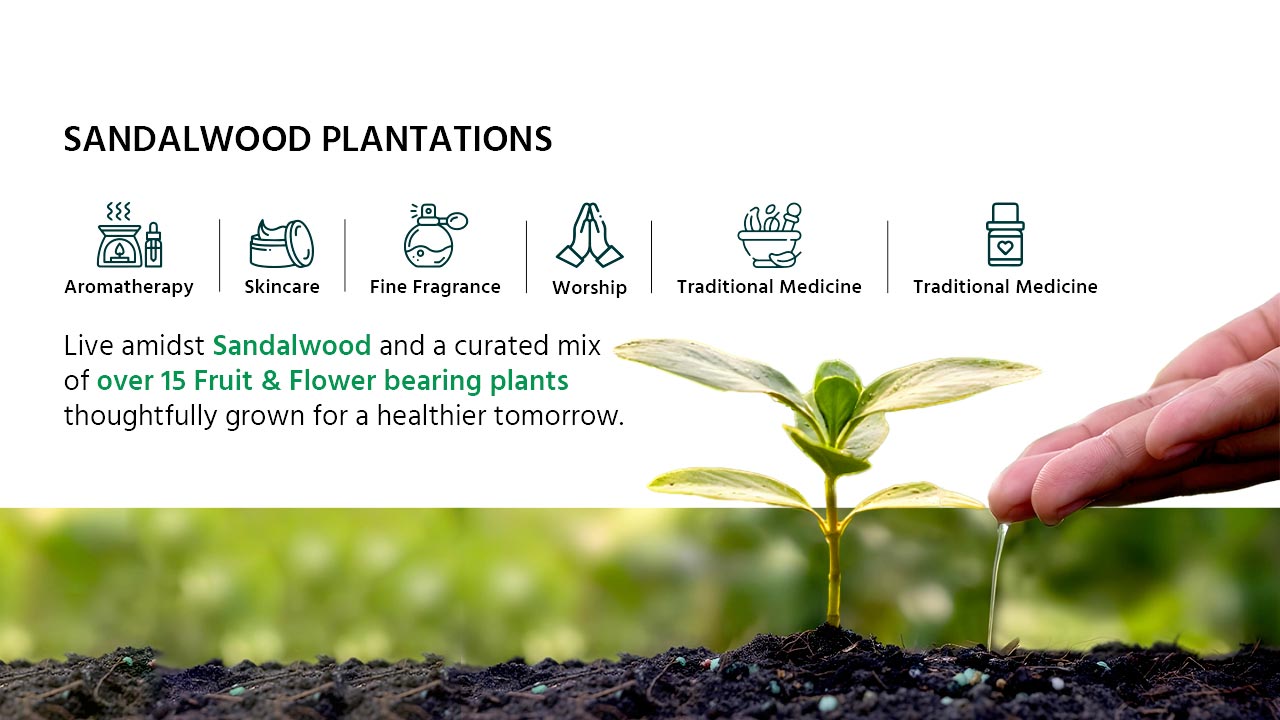 SANDALWOOD PLANTATIONS
Aromatherapy
Skincare
Fine Fragrance
Worship
Traditional Medicine
Traditional Medicine
Live amidst Sandalwood and a curated mix
of over 15 Fruit & Flower bearing plants
thoughtfully grown for a healthier tomorrow.